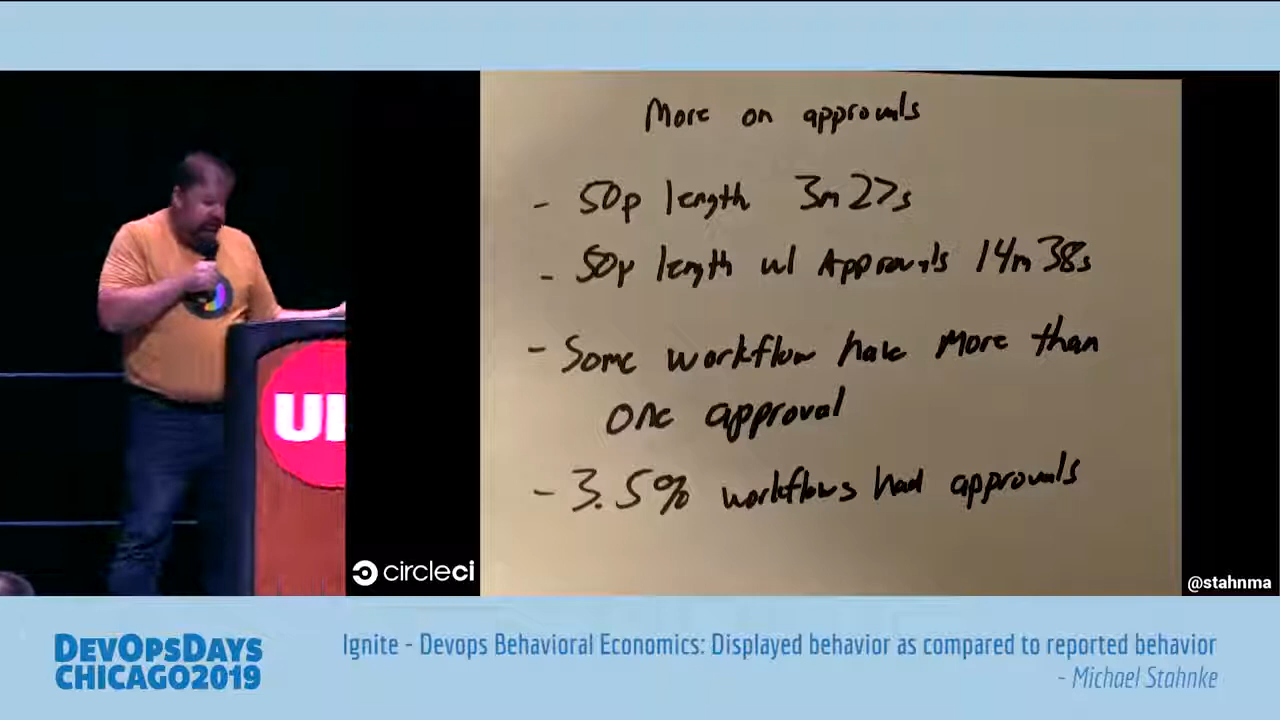 More on approvals
- 50p length 3m27s
- 50p length w/ Approvals 14m38s
- Some workflow have More than
one approval
- 3.5% workflows had approvals
UI
circleci
@stahnma
DEVOPSDAYS
CHICAGO2019
Ignite - Devops Behavioral Economics: Displayed behavior as compared to reported behavior
- Michael Stahnke